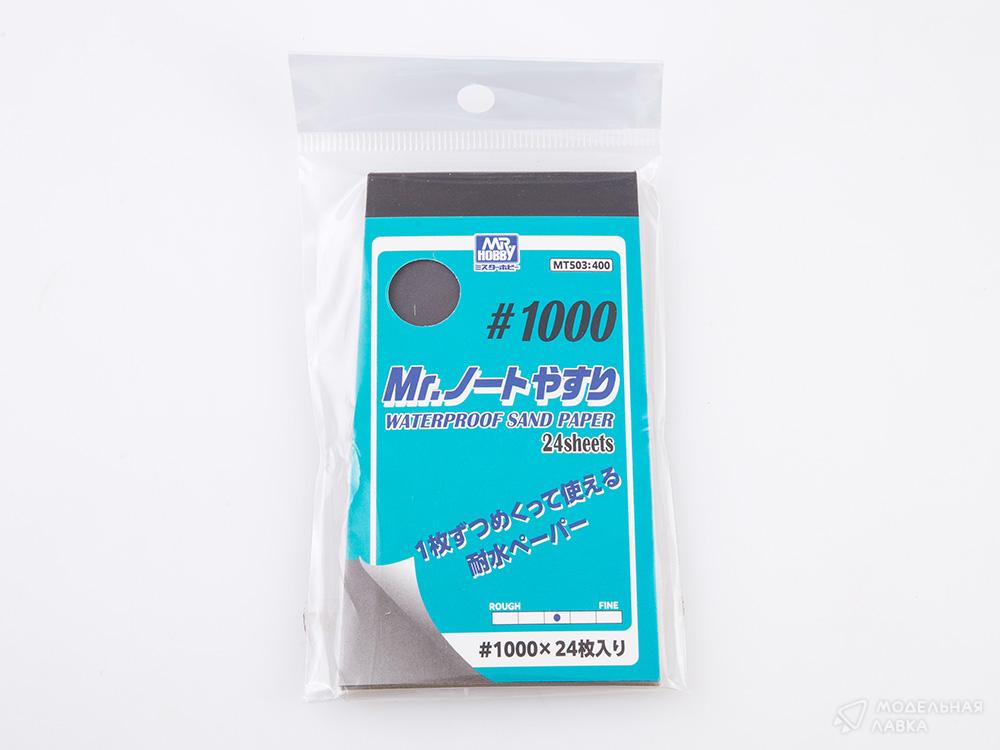 MR
HOBBY
ミスターホビー
MT503:400
#1000
Mr.ノートやすり
WATERPROOF SAND PAPER
24sheets
1枚ずつめくって使える
耐水ペーパー
ROUGH FINE
#1000×24枚入り
МОДЕЛЬНАЯ
ЛАВКА